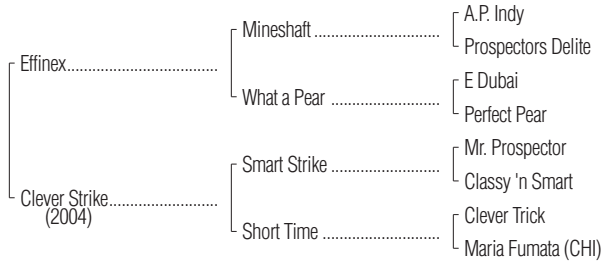 A.P. Indy
Mineshaft
Prospectors Delite
Effinex
E Dubai
What a Pear
Perfect Pear
Mr. Prospector
Smart Strike
Classy 'n Smart
Clever Strike
(2004)
Clever Trick
Short Time
Maria Fumata (CHI)